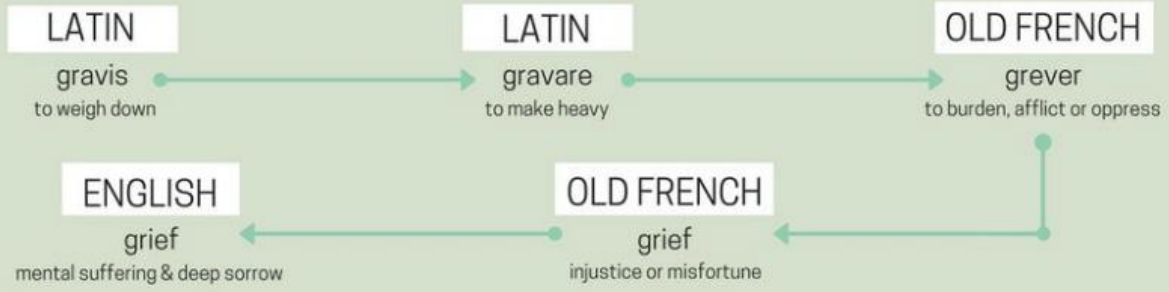 LATIN
gravis
to weigh down
LATIN
gravare
to make heavy
OLD FRENCH
grever
to burden, afflict or oppress
OLD FRENCH
grief
injustice or misfortune
ENGLISH
grief
mental suffering & deep sorrow